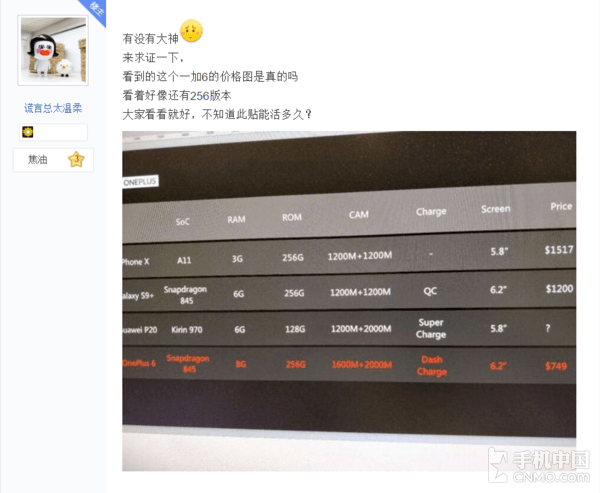 楼主
有没有大神
来求证一下，
看到的这个一加6的价格图是真的吗
看着好像还有256版本
大家看看就好，不知道此贴能活多久？
谎言总太温柔
焦油
ONEPLUS
SoC RAM ROM CAM Charge Screen Price
Phone X A11 3G 256G 1200M+1200M - 5.8" $1517
alaxy S9+ Snapdragon 845 6G 256G 1200M+1200M QC 6.2" $1200
uawei P20 Kirin 970 6G 128G 1200M+2000M Super Charge 5.8" ?
OnePlus 6 Snapdragon 845 8G 256G 1600M+2000M Dash Charge 6.2" $749
手机中国
CNMO.COM